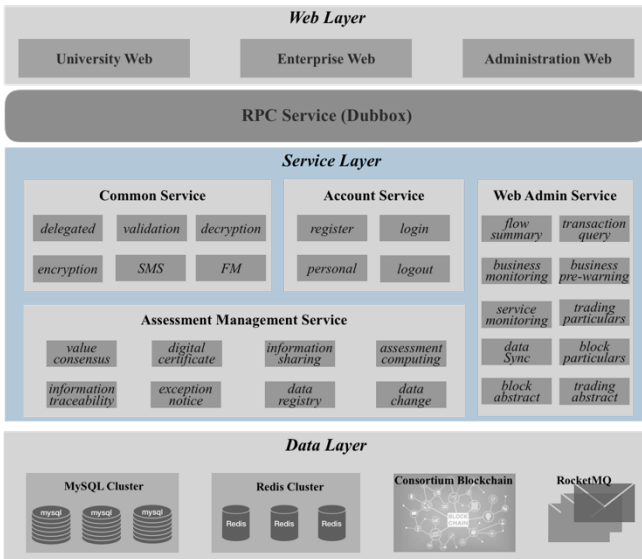 Web Layer
University Web
Enterprise Web
Administration Web
RPC Service (Dubbox)
Service Layer
Common Service
delegated
validation
decryption
encryption
SMS
FM
Account Service
register
login
personal
logout
Web Admin Service
flow
summary
transaction
query
business
monitoring
business
pre-warning
service
monitoring
trading
particulars
data
Sync
block
particulars
block
abstract
trading
abstract
Assessment Management Service
value
consensus
digital
certificate
information
sharing
assessment
computing
information
traceability
exception
notice
data
registry
data
change
Data Layer
MySQL Cluster
mysql
mysql
mysql
Redis Cluster
Redis
Redis
Redis
Consortium Blockchain
BLOCK
CHAIN
RocketMQ